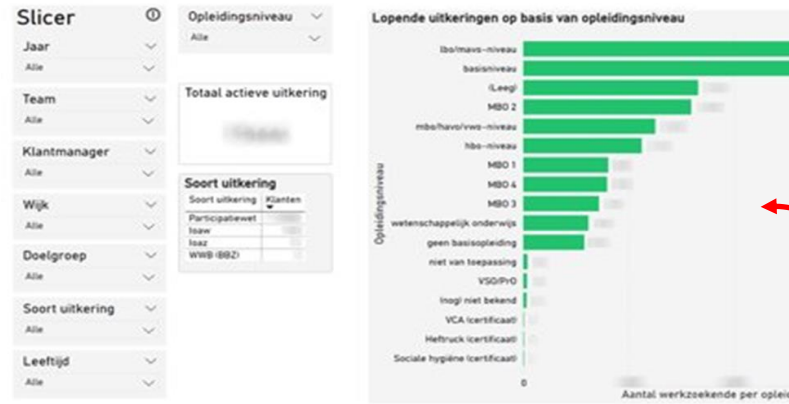 Slicer
Jaar
Alle
Team
Alle
Klantmanager
Alle
Wijk
Alle
Doelgroep
Alle
Soort uitkering
Alle
Leeftijd
Alle
Opleidingsniveau
Alle
Totaal actieve uitkering
Soort uitkering
Soort uitkering Klanten
Participatiewet
Ioaw
Ioaz
WWB (BBZ)
Lopende uitkeringen op basis van opleidingsniveau
Opleidingsniveau
lbo/mavo-niveau
basisniveau
(Leeg)
MBO 2
mbo/havo/vwo-niveau
hbo-niveau
MBO 1
MBO 4
MBO 3
wetenschappelijk onderwijs
geen basisopleiding
niet van toepassing
VSO/PrO
(nog) niet bekend
VCA (certificaat)
Heftruck (certificaat)
Sociale hygiëne (certificaat)
0
Aantal werkzoekende per oplei